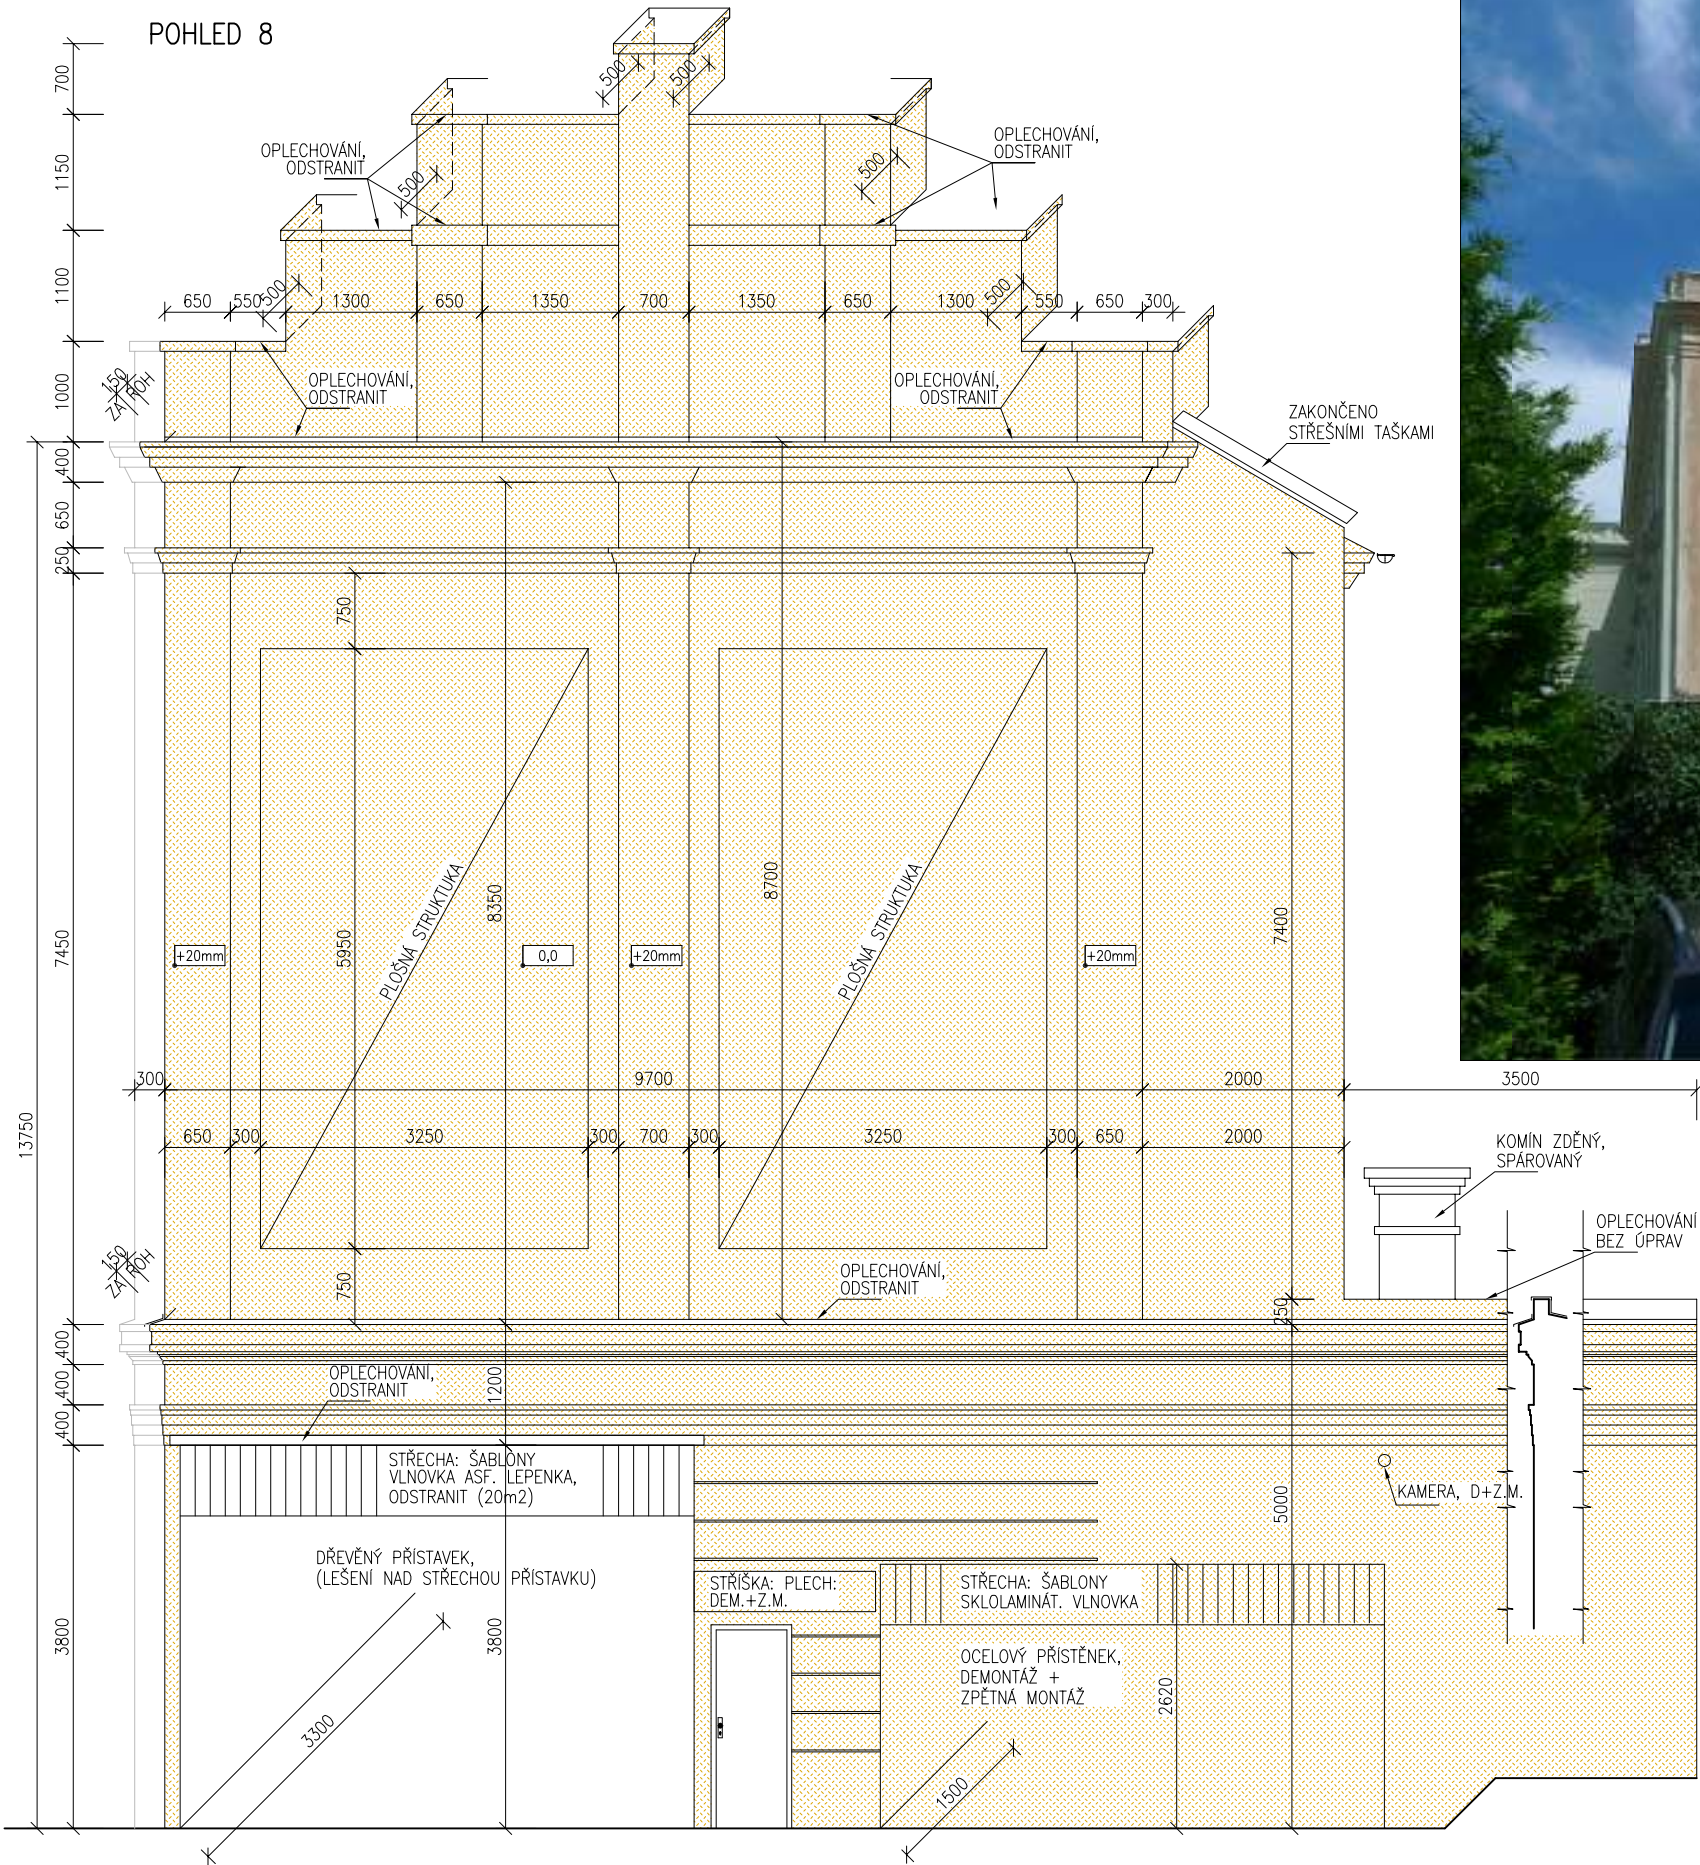 POHLED 8
700
1150
1100
1000
400
650
250
7450
13750
400
400
400
3800
500
500
OPLECHOVÁNÍ,
ODSTRANIT
500
OPLECHOVÁNÍ,
ODSTRANIT
500
500
500
650
550
1300
650
1350
700
1350
650
1300
550
650
300
150
ZA ROH
OPLECHOVÁNÍ,
ODSTRANIT
OPLECHOVÁNÍ,
ODSTRANIT
ZAKONČENO
STŘEŠNÍMI TAŠKAMI
750
5950
750
8350
8700
7400
PLOŠNÁ STRUKTUKA
PLOŠNÁ STRUKTUKA
+20mm
0,0
+20mm
+20mm
300
9700
2000
3500
650
300
3250
300
700
300
3250
300
650
2000
KOMÍN ZDĚNÝ,
SPÁROVANÝ
OPLECHOVÁNÍ
BEZ ÚPRAV
150
ZA ROH
OPLECHOVÁNÍ,
ODSTRANIT
250
1200
OPLECHOVÁNÍ,
ODSTRANIT
STŘECHA: ŠABLONY
VLNOVKA ASF. LEPENKA,
ODSTRANIT (20m2)
KAMERA, D+Z.M.
5000
DŘEVĚNÝ PŘÍSTAVEK,
(LEŠENÍ NAD STŘECHOU PŘÍSTAVKU)
STŘÍŠKA: PLECH:
DEM.+Z.M.
STŘECHA: ŠABLONY
SKLOLAMINÁT. VLNOVKA
3800
OCELOVÝ PŘÍSTĚNEK,
DEMONTÁŽ +
ZPĚTNÁ MONTÁŽ
2620
3300
1500